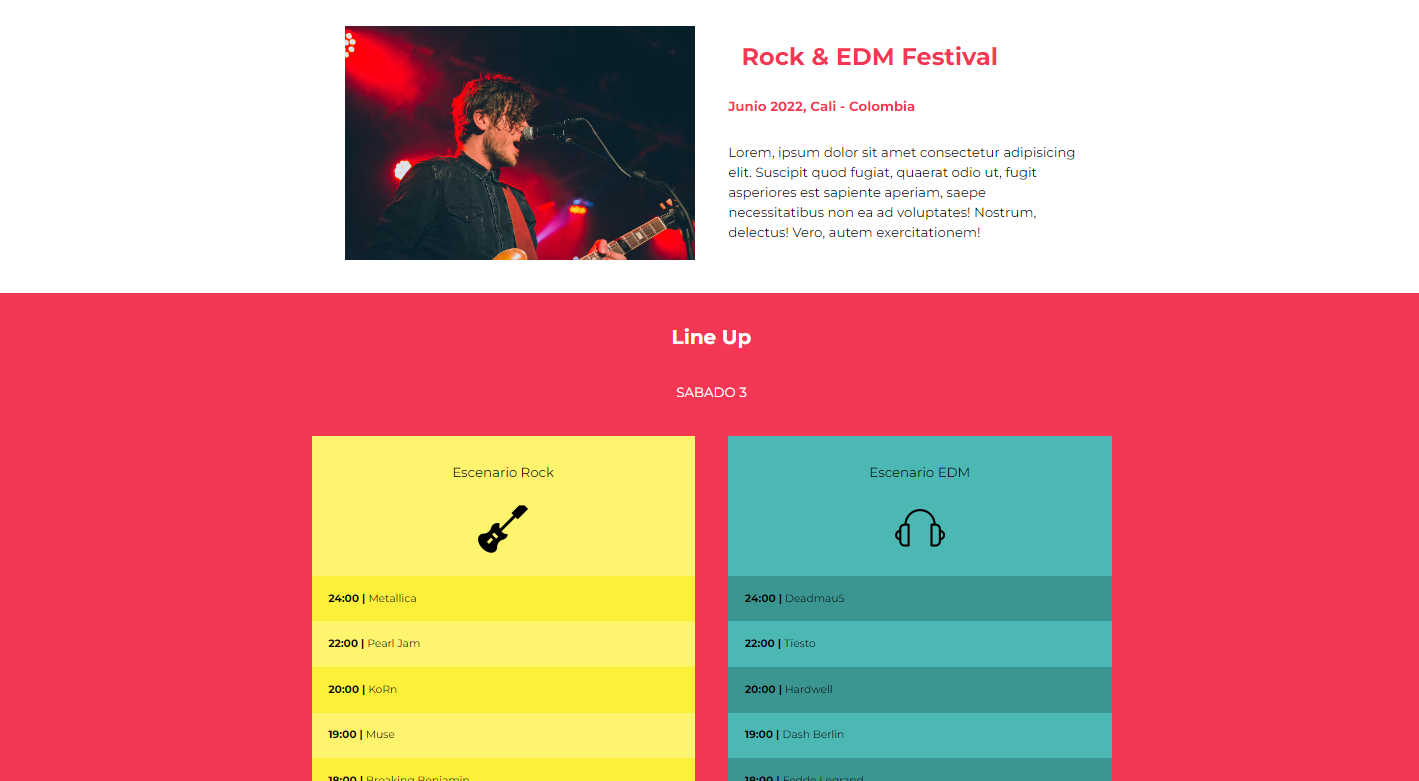 Rock & EDM Festival
Junio 2022, Cali - Colombia
Lorem, ipsum dolor sit amet consectetur adipisicing
elit. Suscipit quod fugiat, quaerat odio ut, fugit
asperiores est sapiente aperiam, saepe
necessitatibus non ea ad voluptates! Nostrum,
delectus! Vero, autem exercitationem!
Line Up
SABADO 3
Escenario Rock
24:00 | Metallica
22:00 | Pearl Jam
20:00 | KoRn
19:00 | Muse
18:00 | Breaking Benjamin
Escenario EDM
24:00 | Deadmau5
22:00 | Tiesto
20:00 | Hardwell
19:00 | Dash Berlin
18:00 | Fedde Legrand